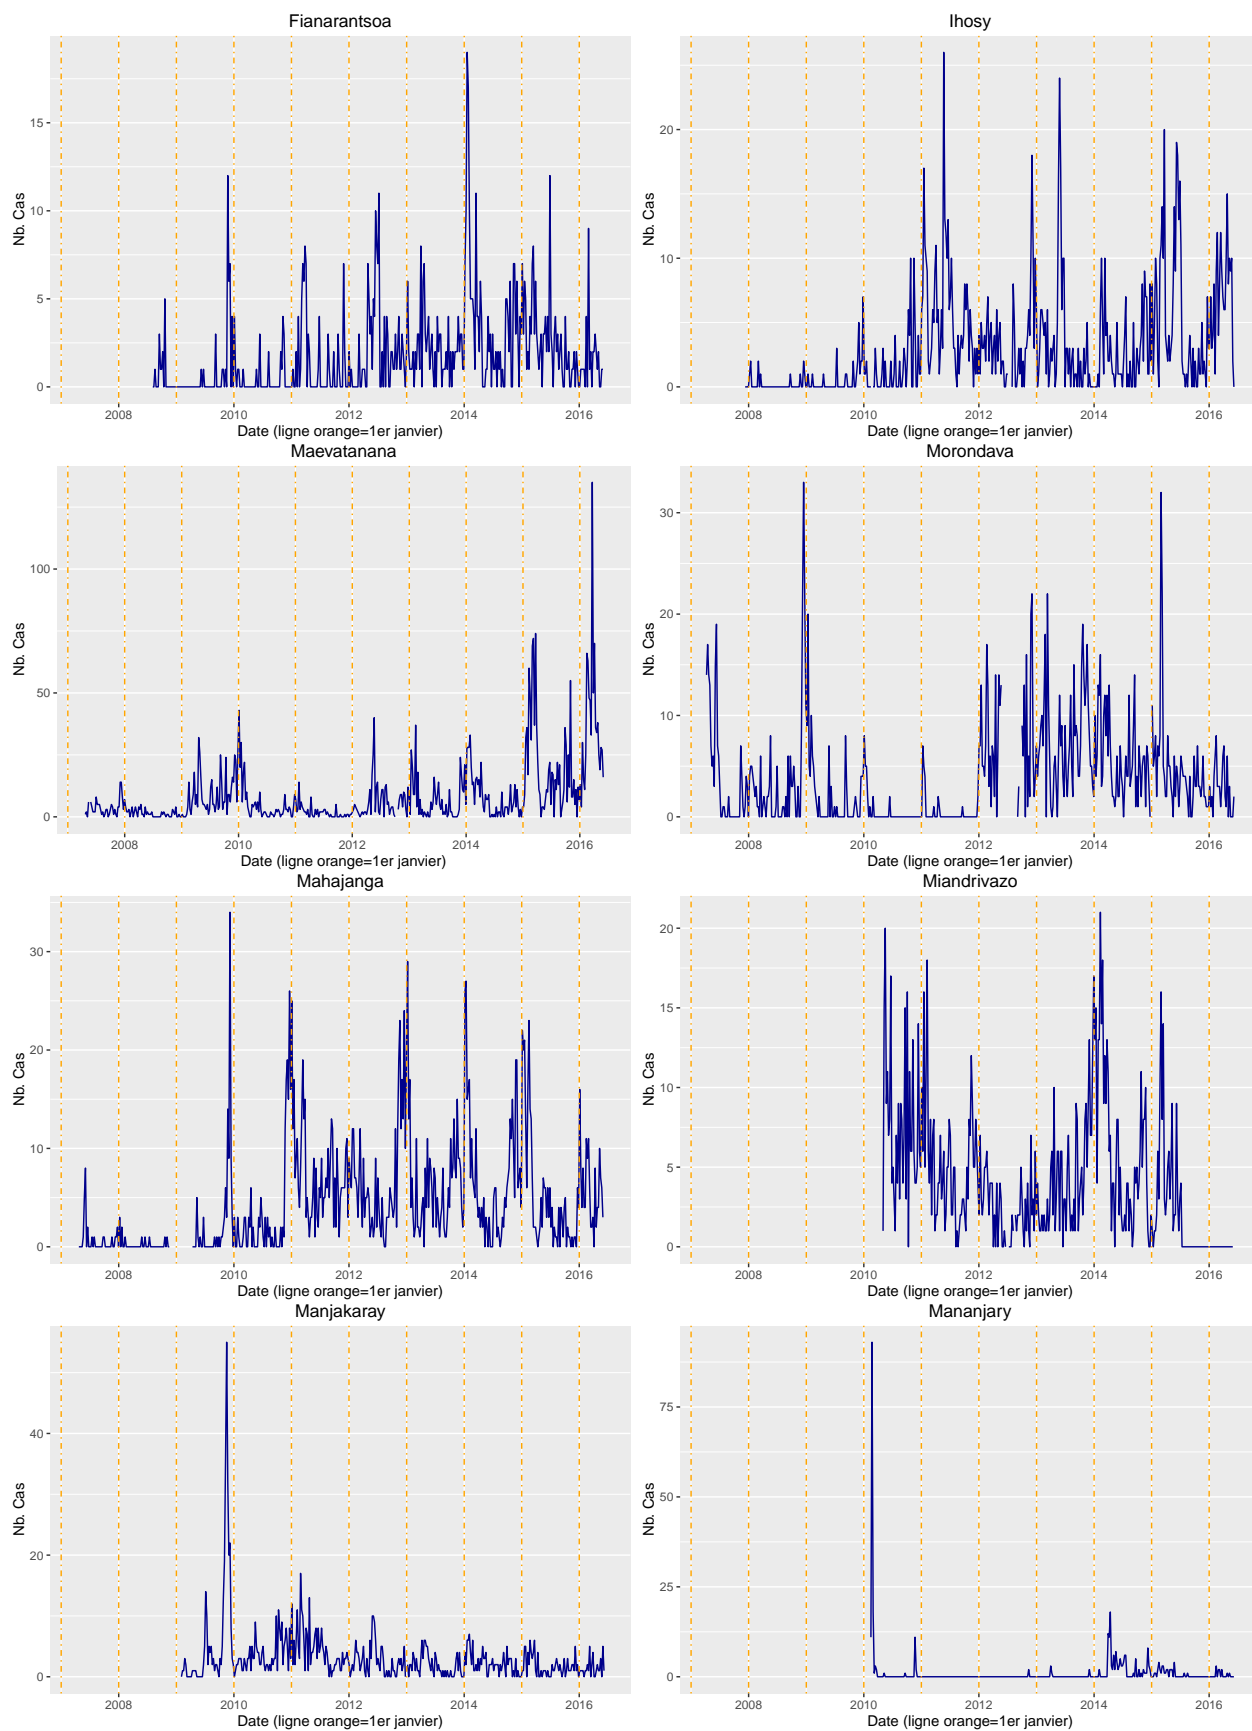 Fianarantsoa
Nb. Cas
15
10
5
0
2008 2010 2012 2014 2016
Date (ligne orange=1er janvier)
Ihosy
Nb. Cas
20
10
0
2008 2010 2012 2014 2016
Date (ligne orange=1er janvier)
Maevatanana
Nb. Cas
100
50
0
2008 2010 2012 2014 2016
Date (ligne orange=1er janvier)
Morondava
Nb. Cas
30
20
10
0
2008 2010 2012 2014 2016
Date (ligne orange=1er janvier)
Mahajanga
Nb. Cas
30
20
10
0
2008 2010 2012 2014 2016
Date (ligne orange=1er janvier)
Miandrivazo
Nb. Cas
20
15
10
5
0
2008 2010 2012 2014 2016
Date (ligne orange=1er janvier)
Manjakaray
Nb. Cas
40
20
0
2008 2010 2012 2014 2016
Date (ligne orange=1er janvier)
Mananjary
Nb. Cas
75
50
25
0
2008 2010 2012 2014 2016
Date (ligne orange=1er janvier)